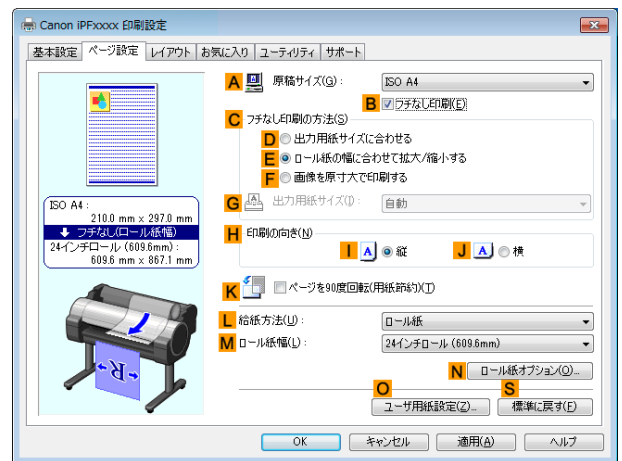 Canon iPFxxxx 印刷設定
基本設定 ページ設定 レイアウト お気に入り ユーティリティ サポート
A 原稿サイズ(G): ISO A4
B フチなし印刷(E)
C フチなし印刷の方法(S)
D 出力用紙サイズに合わせる
E ロール紙の幅に合わせて拡大/縮小する
F 画像を原寸大で印刷する
G 出力用紙サイズ(I): 自動
ISO A4 :
210.0 mm x 297.0 mm
フチなし(ロール紙幅)
24インチロール (609.6mm) :
609.6 mm x 867.1 mm
H 印刷の向き(N)
I A 縦 J A 横
K ページを90度回転(用紙節約)(T)
L 給紙方法(U): ロール紙
M ロール紙幅(L): 24インチロール (609.6mm)
N ロール紙オプション(O)...
O S
ユーザ用紙設定(Z)... 標準に戻す(F)
R
OK キャンセル 適用(A) ヘルプ